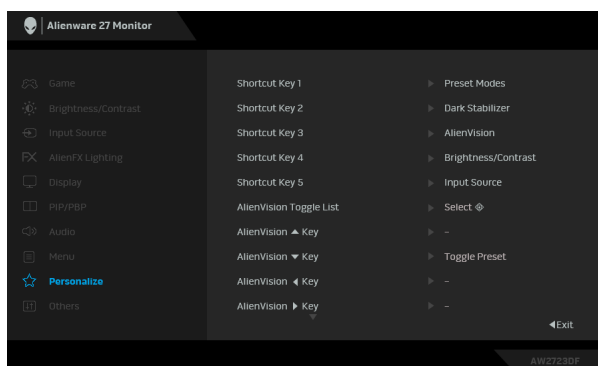 Alienware 27 Monitor
Game
Brightness/Contrast
Input Source
AlienFX Lighting
Display
PIP/PBP
Audio
Menu
Personalize
Others
Shortcut Key 1 Preset Modes
Shortcut Key 2 Dark Stabilizer
Shortcut Key 3 AlienVision
Shortcut Key 4 Brightness/Contrast
Shortcut Key 5 Input Source
AlienVision Toggle List Select
AlienVision ▲ Key –
AlienVision ▼ Key Toggle Preset
AlienVision ◀ Key –
AlienVision ▶ Key –
◀Exit
AW2723DF